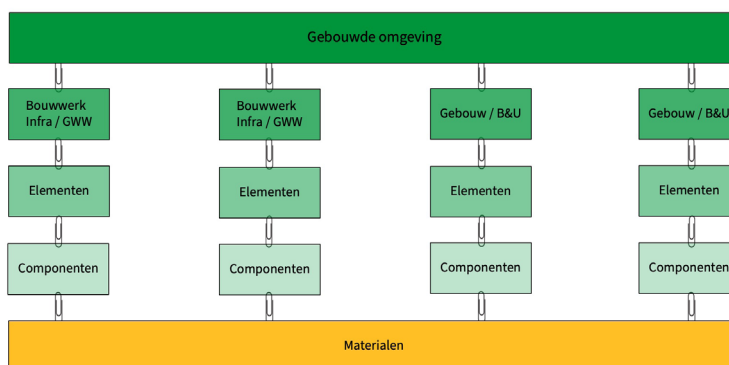 Gebouwde omgeving
Bouwwerk
Infra / GWW
Bouwwerk
Infra / GWW
Gebouw / B&U
Gebouw / B&U
Elementen
Elementen
Elementen
Elementen
Componenten
Componenten
Componenten
Componenten
Materialen